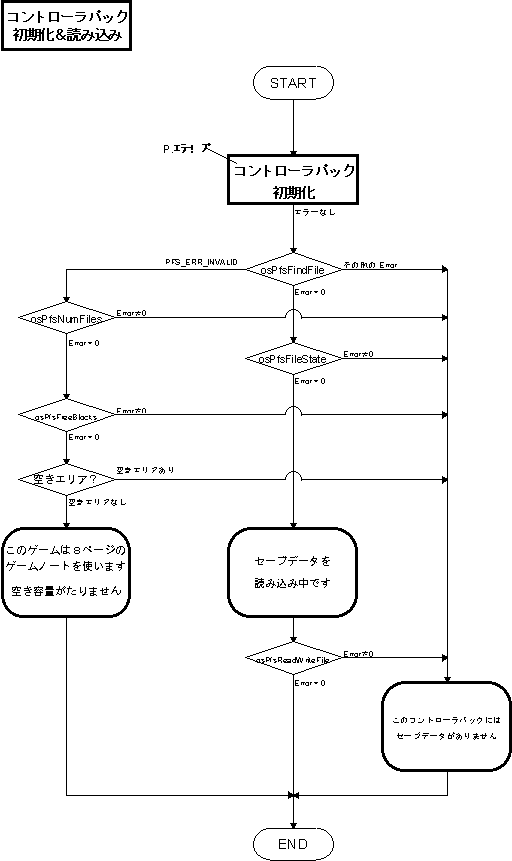 コントローラパック
初期化&読み込み
START
コントローラパック
初期化
エラーなし
PFS_ERR_INVALID
osPfsFindFile
その他の Error
Error=0
osPfsNumFiles
Error≠0
Error=0
osPfsFileState
Error≠0
Error=0
osPfsFreeBlocks
Error≠0
Error=0
空きエリア?
空きエリアあり
空きエリアなし
このゲームは8ページの
ゲームノートを使います
空き容量がたりません
セーブデータを
読み込み中です
osPfsReadWriteFile
Error≠0
Error=0
このコントローラパックには
セーブデータがありません
END